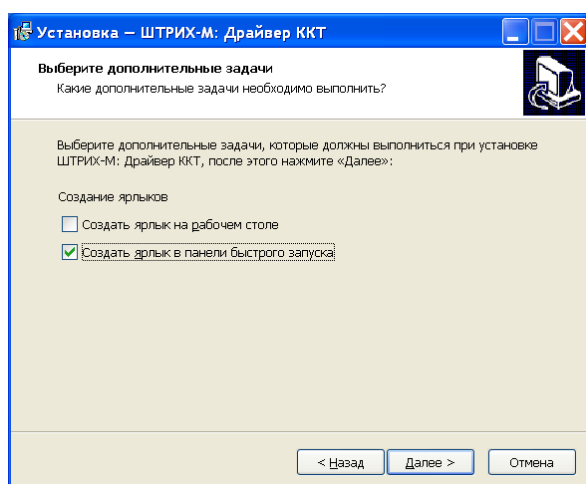 Установка — ШТРИХ-М: Драйвер ККТ
Выберите дополнительные задачи
Какие дополнительные задачи необходимо выполнить?
Выберите дополнительные задачи, которые должны выполниться при установке
ШТРИХ-М: Драйвер ККТ, после этого нажмите «Далее»:
Создание ярлыков
Создать ярлык на рабочем столе
Создать ярлык в панели быстрого запуска
< Назад
Далее >
Отмена